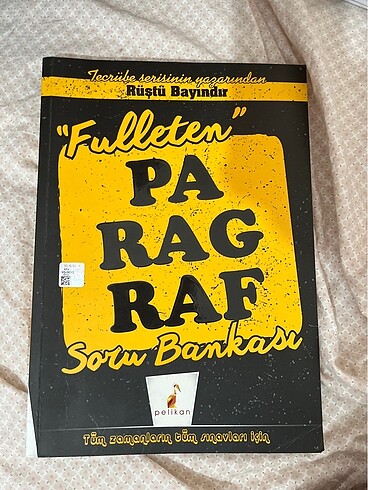 Tecrübe serisinin yazarından
Rüştü Bayındır
"Fulleten"
PA
RAG
RAF
Soru Bankası
pelikan
Tüm zamanların tüm sınavları için